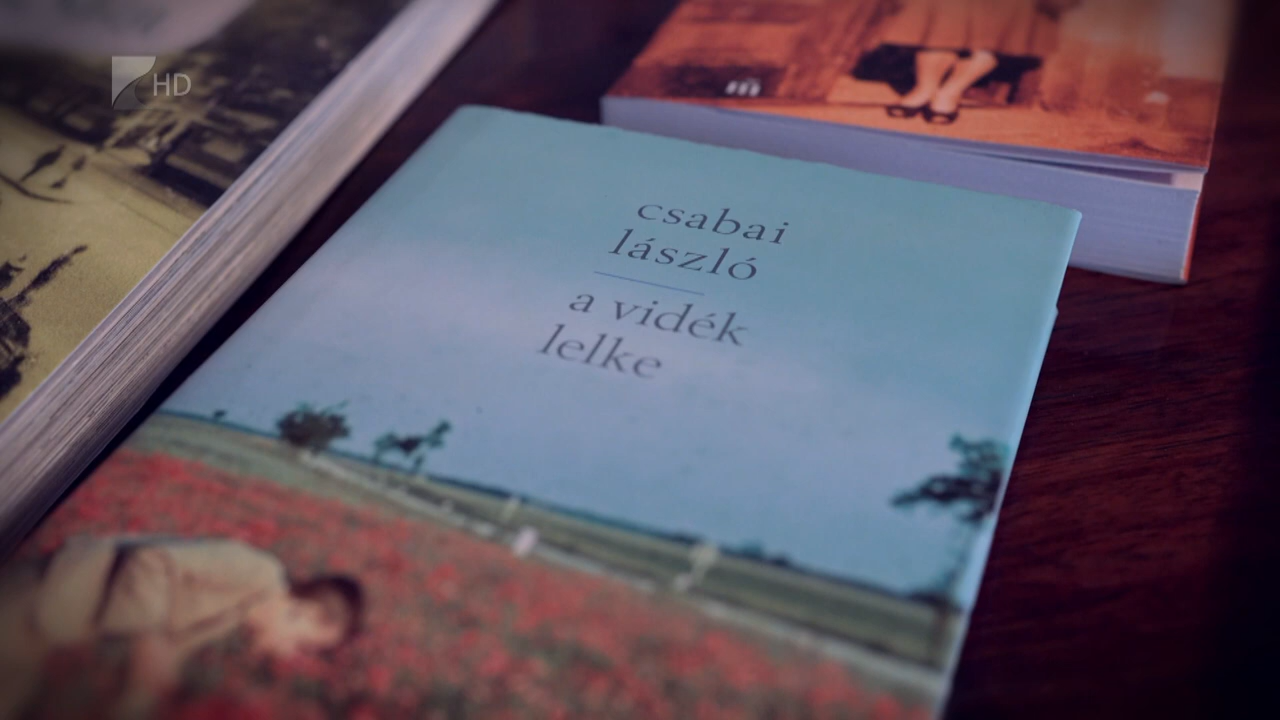 HD
csabai
lászló
a vidék
lelke